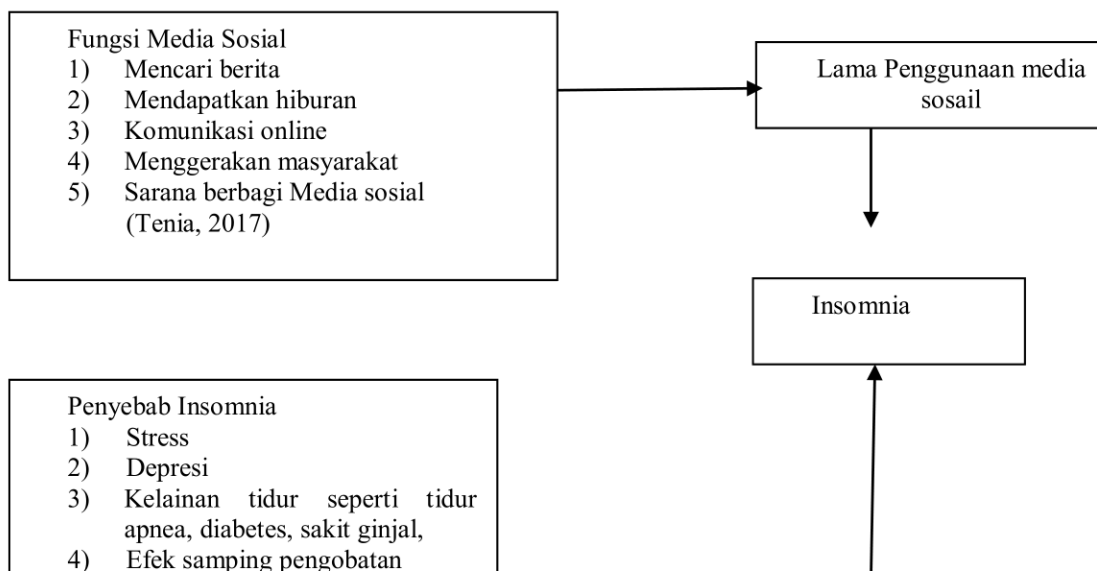 Fungsi Media Sosial
1) Mencari berita
2) Mendapatkan hiburan
3) Komunikasi online
4) Menggerakan masyarakat
5) Sarana berbagi Media sosial
(Tenia, 2017)
Lama Penggunaan media
sosail
Insomnia
Penyebab Insomnia
1) Stress
2) Depresi
3) Kelainan tidur seperti tidur
apnea, diabetes, sakit ginjal,
4) Efek samping pengobatan